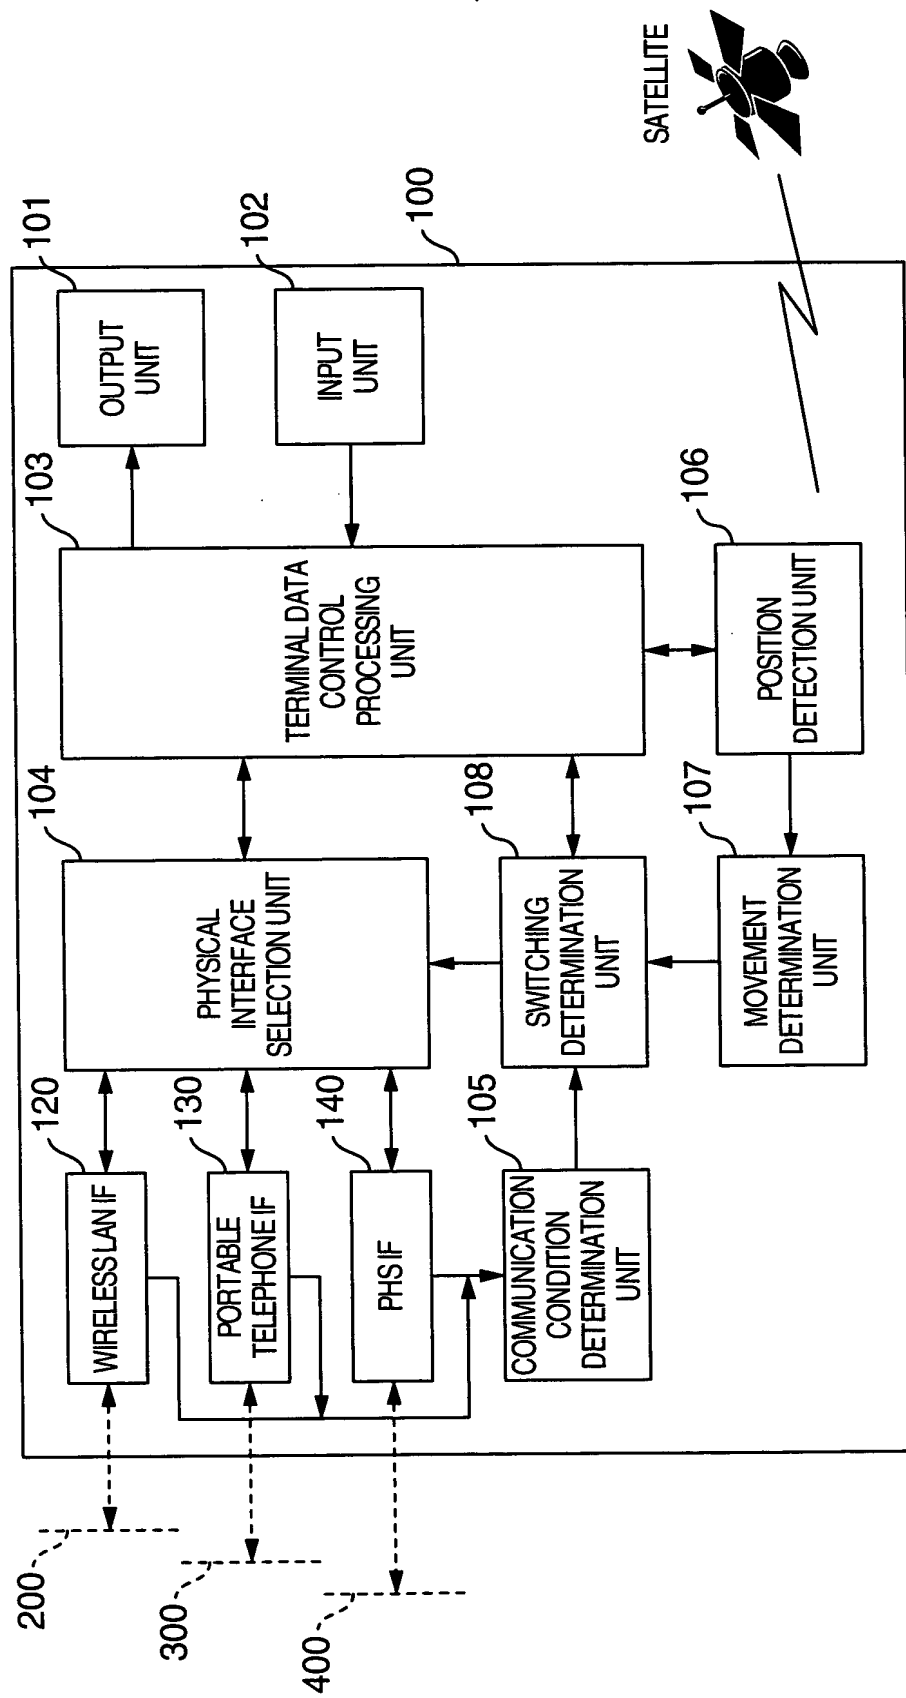 200
300
400
120
WIRELESS LAN IF
130
PORTABLE
TELEPHONE IF
140
PHS IF
105
COMMUNICATION
CONDITION
DETERMINATION
UNIT
104
PHYSICAL
INTERFACE
SELECTION UNIT
108
SWITCHING
DETERMINATION
UNIT
107
MOVEMENT
DETERMINATION
UNIT
103
TERMINAL DATA
CONTROL
PROCESSING
UNIT
106
POSITION
DETECTION UNIT
101
OUTPUT
UNIT
102
INPUT
UNIT
100
SATELLITE